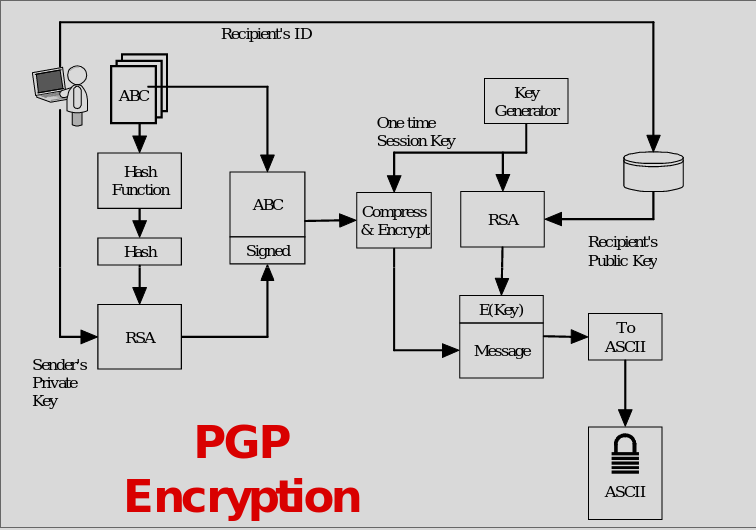 Recipient's ID
ABC
Key
Generator
One time
Session Key
Hash
Function
ABC
Signed
Compress
& Encrypt
RSA
Recipient's
Public Key
Hash
RSA
E(Key)
Message
To
ASCII
Sender's
Private
Key
ASCII
PGP
Encryption